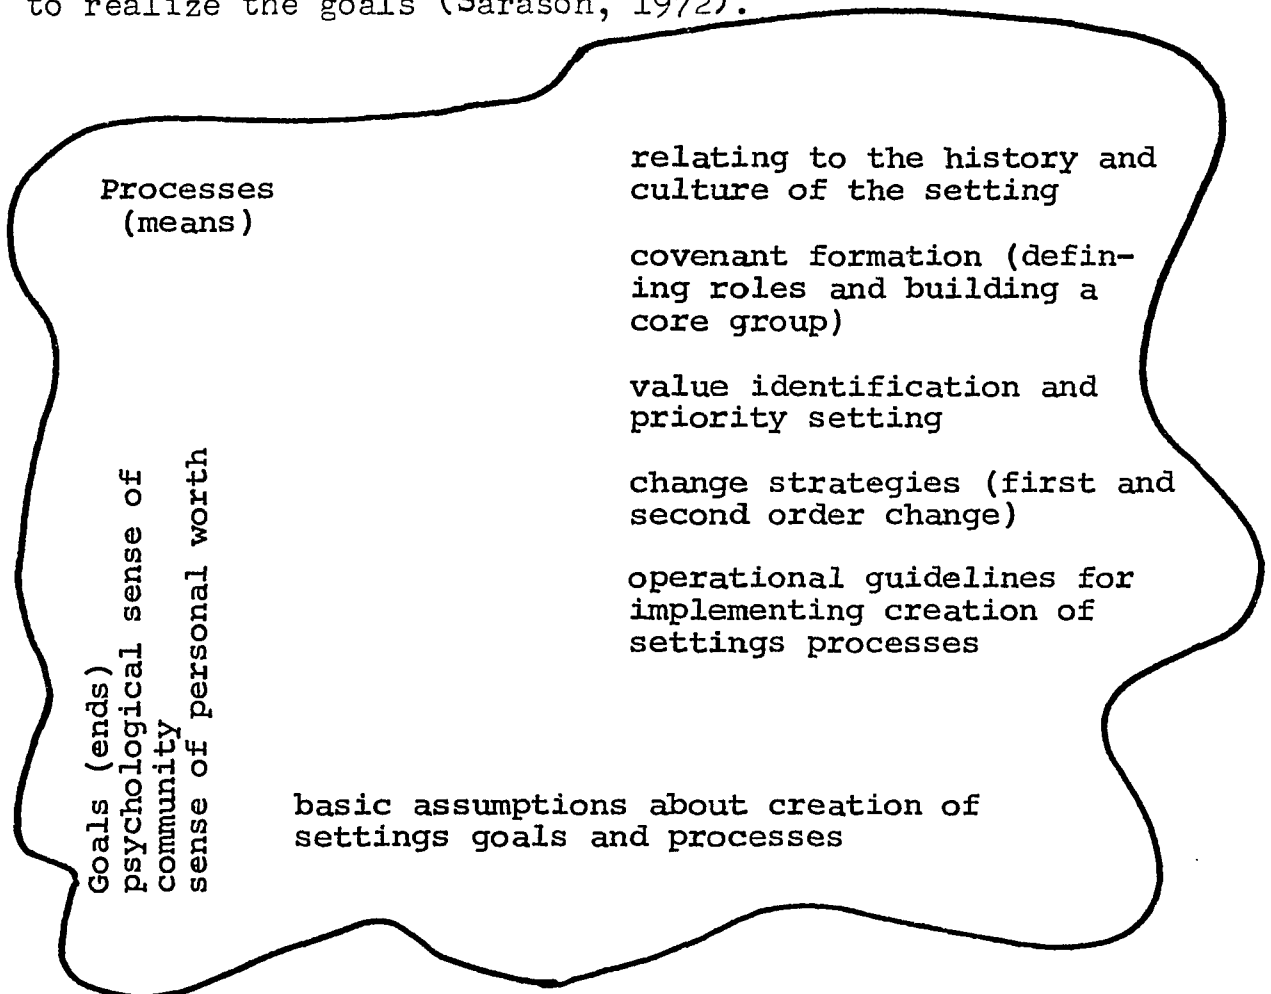 to realize the goals (Sarason, 1972).
Processes
(means)
relating to the history and
culture of the setting
covenant formation (defin-
ing roles and building a
core group)
value identification and
priority setting
change strategies (first and
second order change)
operational guidelines for
implementing creation of
settings processes
Goals (ends)
psychological sense of
community
sense of personal worth
basic assumptions about creation of
settings goals and processes